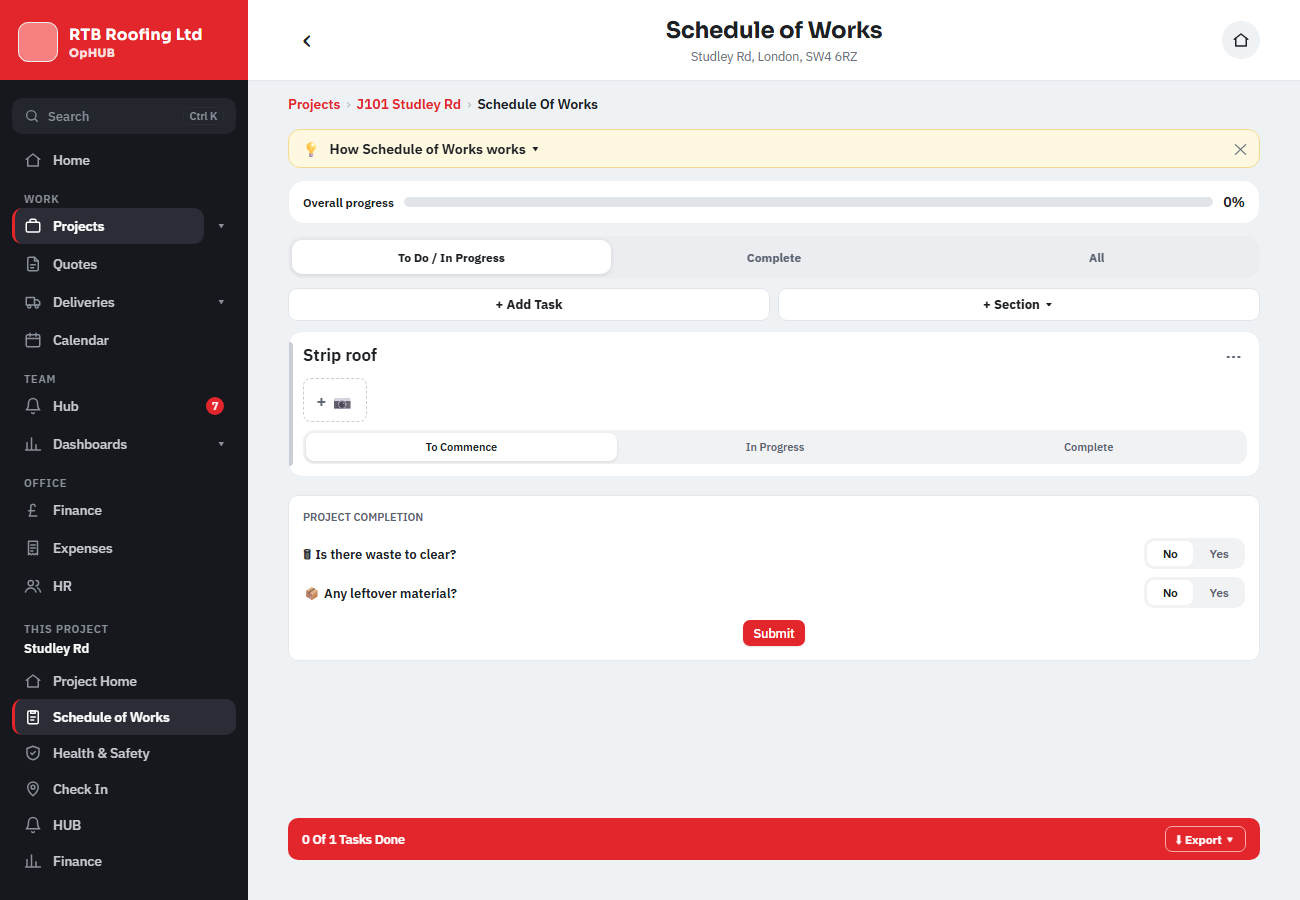 RTB Roofing Ltd
OpHUB
Search
Ctrl K
Home
WORK
Projects
Quotes
Deliveries
Calendar
TEAM
Hub
7
Dashboards
OFFICE
Finance
Expenses
HR
THIS PROJECT
Studley Rd
Project Home
Schedule of Works
Health & Safety
Check In
HUB
Finance
Schedule of Works
Studley Rd, London, SW4 6RZ
Projects › J101 Studley Rd › Schedule Of Works
How Schedule of Works works
Overall progress
0%
To Do / In Progress
Complete
All
+ Add Task
+ Section
Strip roof
+
To Commence
In Progress
Complete
PROJECT COMPLETION
Is there waste to clear?
No
Yes
Any leftover material?
No
Yes
Submit
0 Of 1 Tasks Done
Export